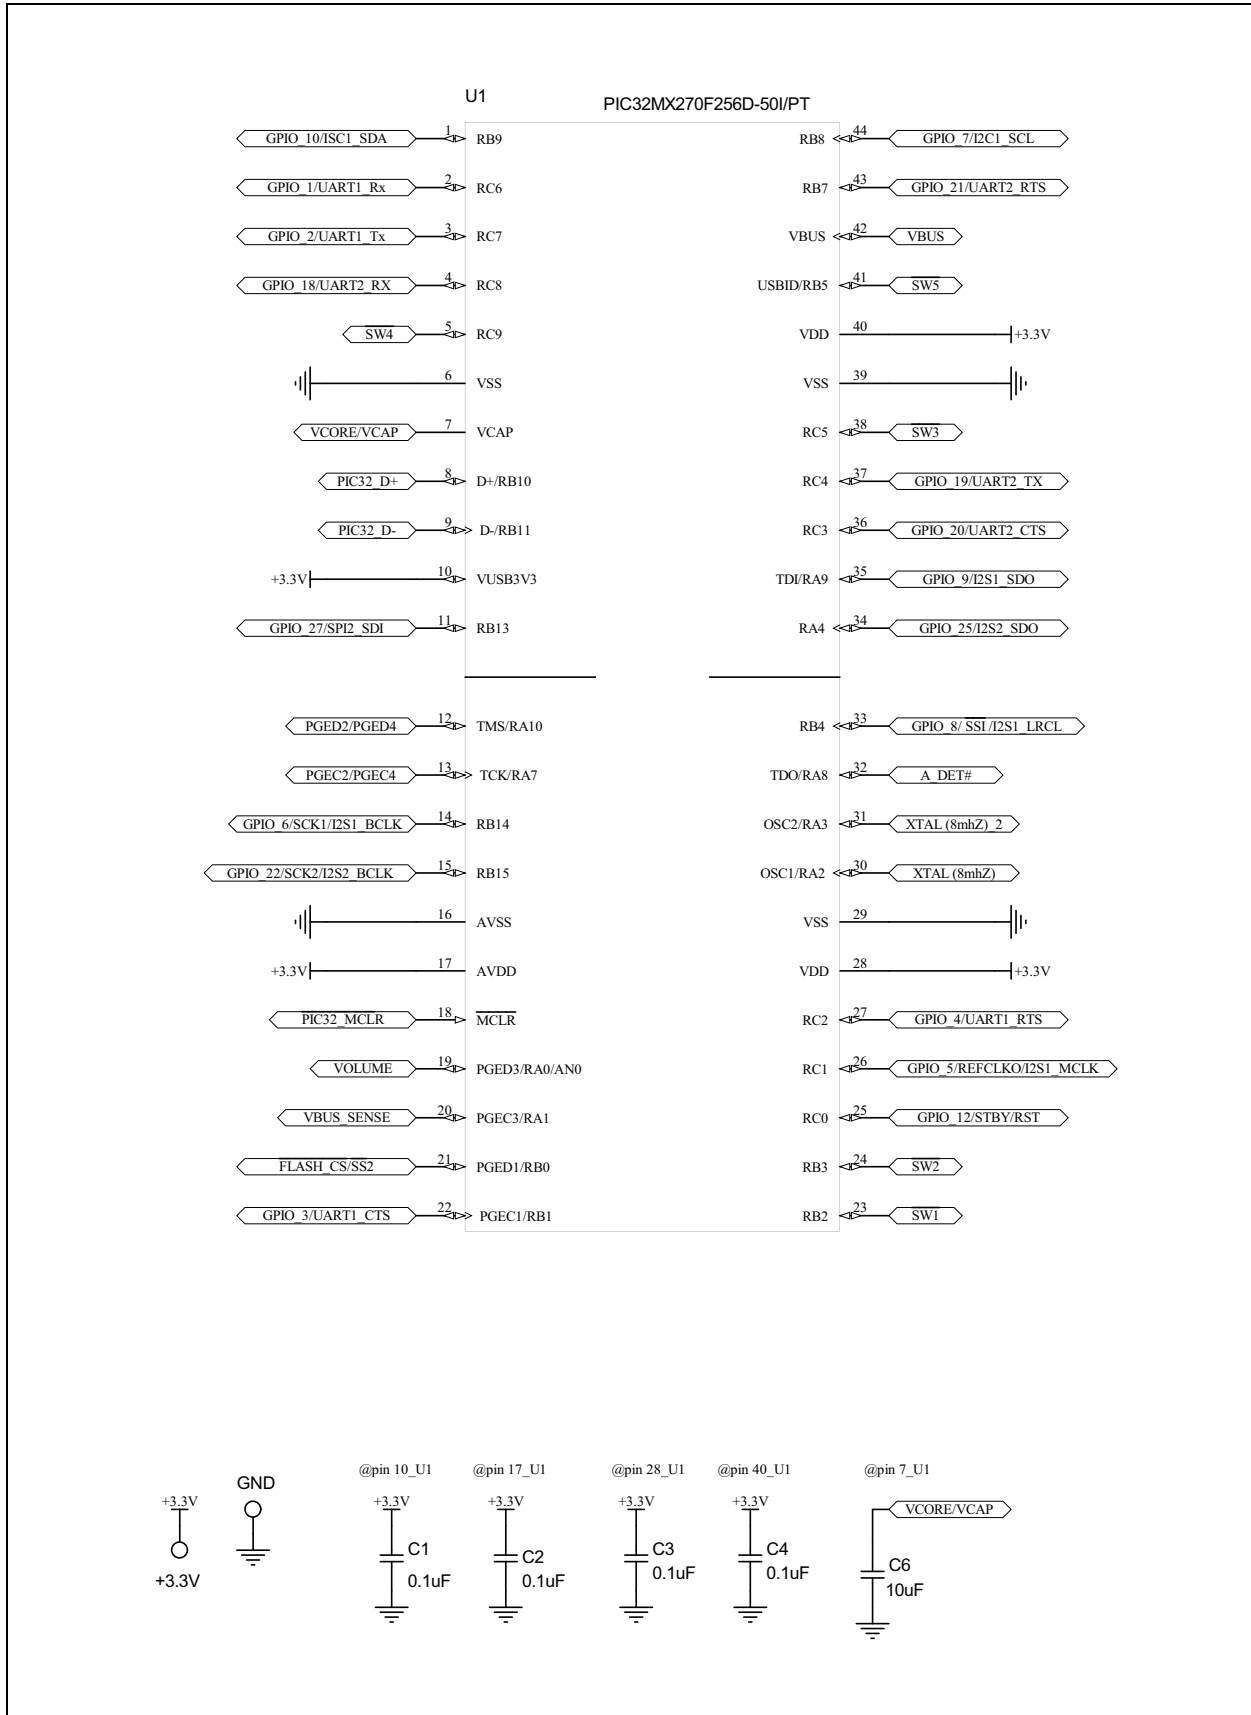 U1 PIC32MX270F256D-50I/PT
GPIO_10/ISC1_SDA 1 RB9 RB8 44 GPIO_7/I2C1_SCL
GPIO_1/UART1_Rx 2 RC6 RB7 43 GPIO_21/UART2_RTS
GPIO_2/UART1_Tx 3 RC7 VBUS 42 VBUS
GPIO_18/UART2_RX 4 RC8 USBID/RB5 41 SW5
SW4 5 RC9 VDD 40 +3.3V
6 VSS VSS 39
VCORE/VCAP 7 VCAP RC5 38 SW3
PIC32_D+ 8 D+/RB10 RC4 37 GPIO_19/UART2_TX
PIC32_D- 9 D-/RB11 RC3 36 GPIO_20/UART2_CTS
+3.3V 10 VUSB3V3 TDI/RA9 35 GPIO_9/I2S1_SDO
GPIO_27/SPI2_SDI 11 RB13 RA4 34 GPIO_25/I2S2_SDO
PGED2/PGED4 12 TMS/RA10 RB4 33 GPIO_8/ SSI /I2S1_LRCL
PGEC2/PGEC4 13 TCK/RA7 TDO/RA8 32 A_DET#
GPIO_6/SCK1/I2S1_BCLK 14 RB14 OSC2/RA3 31 XTAL (8mhZ)_2
GPIO_22/SCK2/I2S2_BCLK 15 RB15 OSC1/RA2 30 XTAL (8mhZ)
16 AVSS VSS 29
+3.3V 17 AVDD VDD 28 +3.3V
PIC32_MCLR 18 MCLR RC2 27 GPIO_4/UART1_RTS
VOLUME 19 PGED3/RA0/AN0 RC1 26 GPIO_5/REFCLKO/I2S1_MCLK
VBUS_SENSE 20 PGEC3/RA1 RC0 25 GPIO_12/STBY/RST
FLASH_CS/SS2 21 PGED1/RB0 RB3 24 SW2
GPIO_3/UART1_CTS 22 PGEC1/RB1 RB2 23 SW1
@pin 10_U1 @pin 17_U1 @pin 28_U1 @pin 40_U1 @pin 7_U1
GND
+3.3V +3.3V +3.3V +3.3V +3.3V VCORE/VCAP
C1 C2 C3 C4 C6
0.1uF 0.1uF 0.1uF 0.1uF 10uF
+3.3V